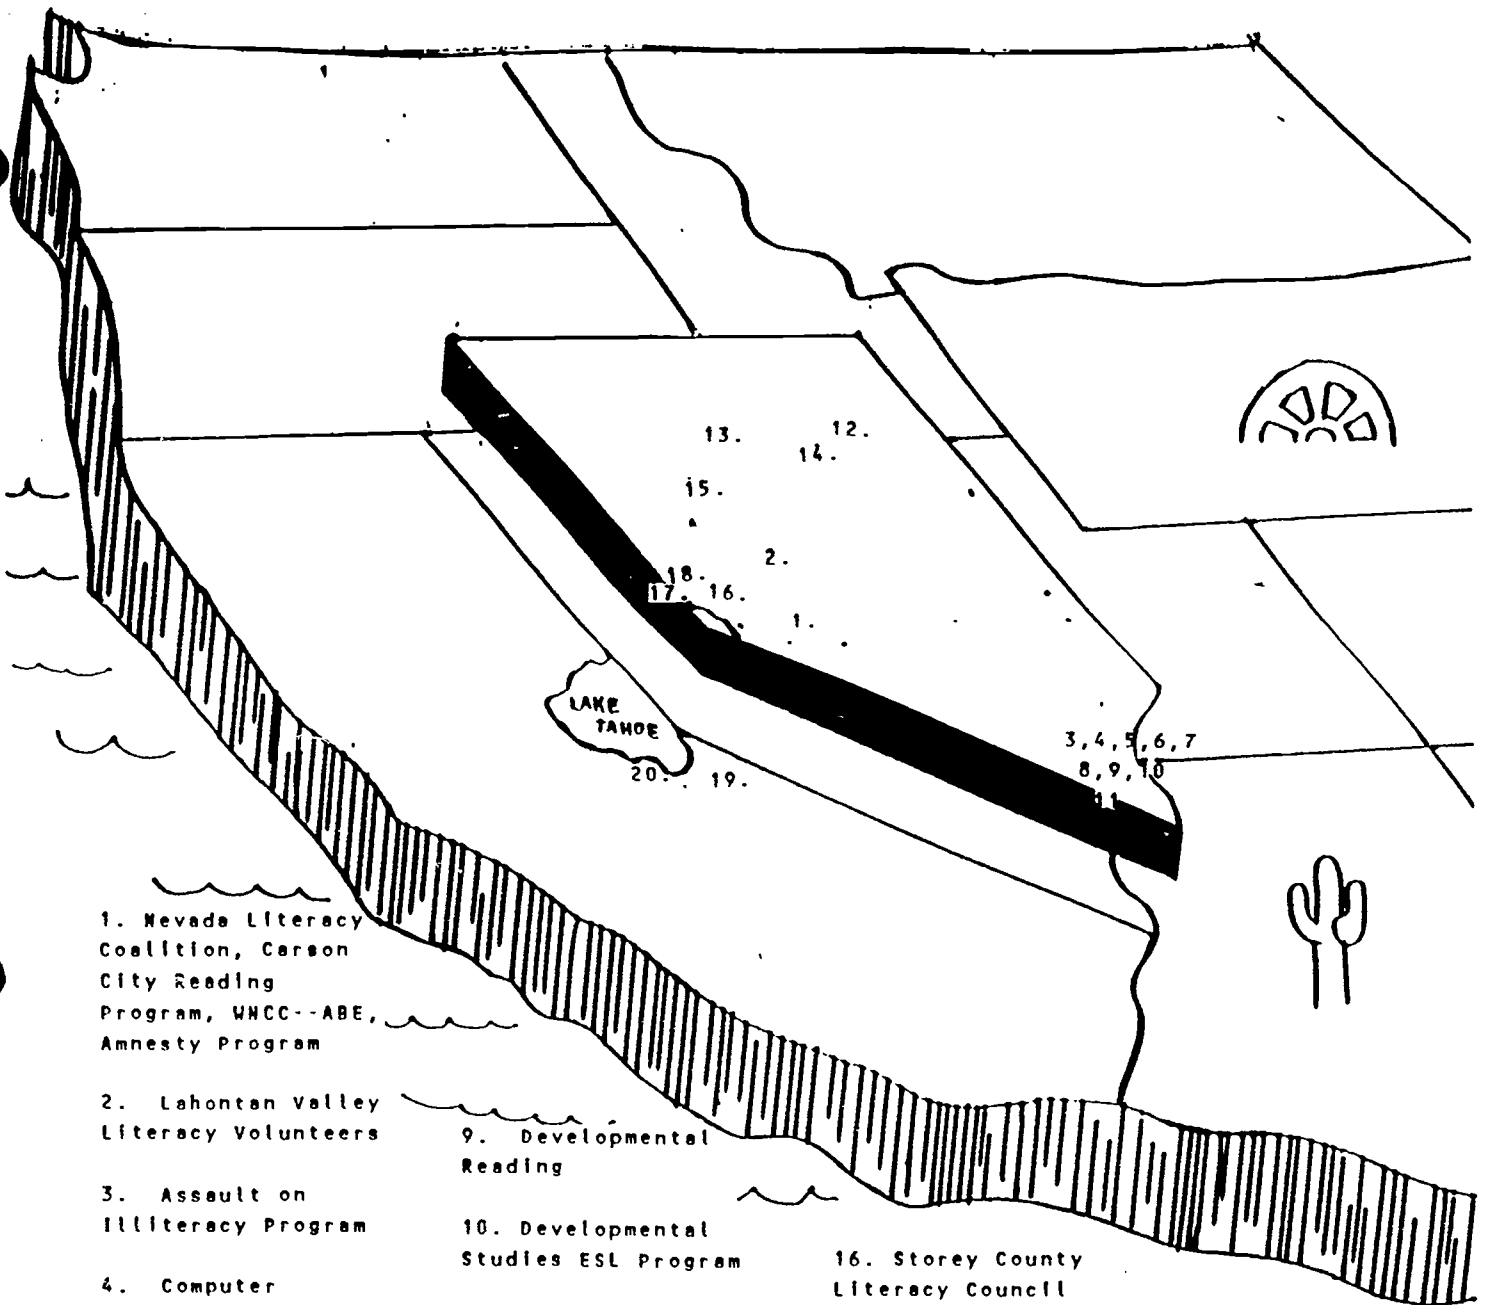 13.
12.
14.
15.
2.
18.
17. 16.
1.
LAKE
TAHOE
3,4,5,6,7
8,9,10
11
20. 19.
1. Nevada Literacy
Coalition, Carson
City Reading
Program, WNCC--ABE,
Amnesty Program
2. Lahontan Valley
Literacy Volunteers
3. Assault on
Illiteracy Program
4. Computer
9. Developmental
Reading
10. Developmental
Studies ESL Program
16. Storey County
Literacy Council